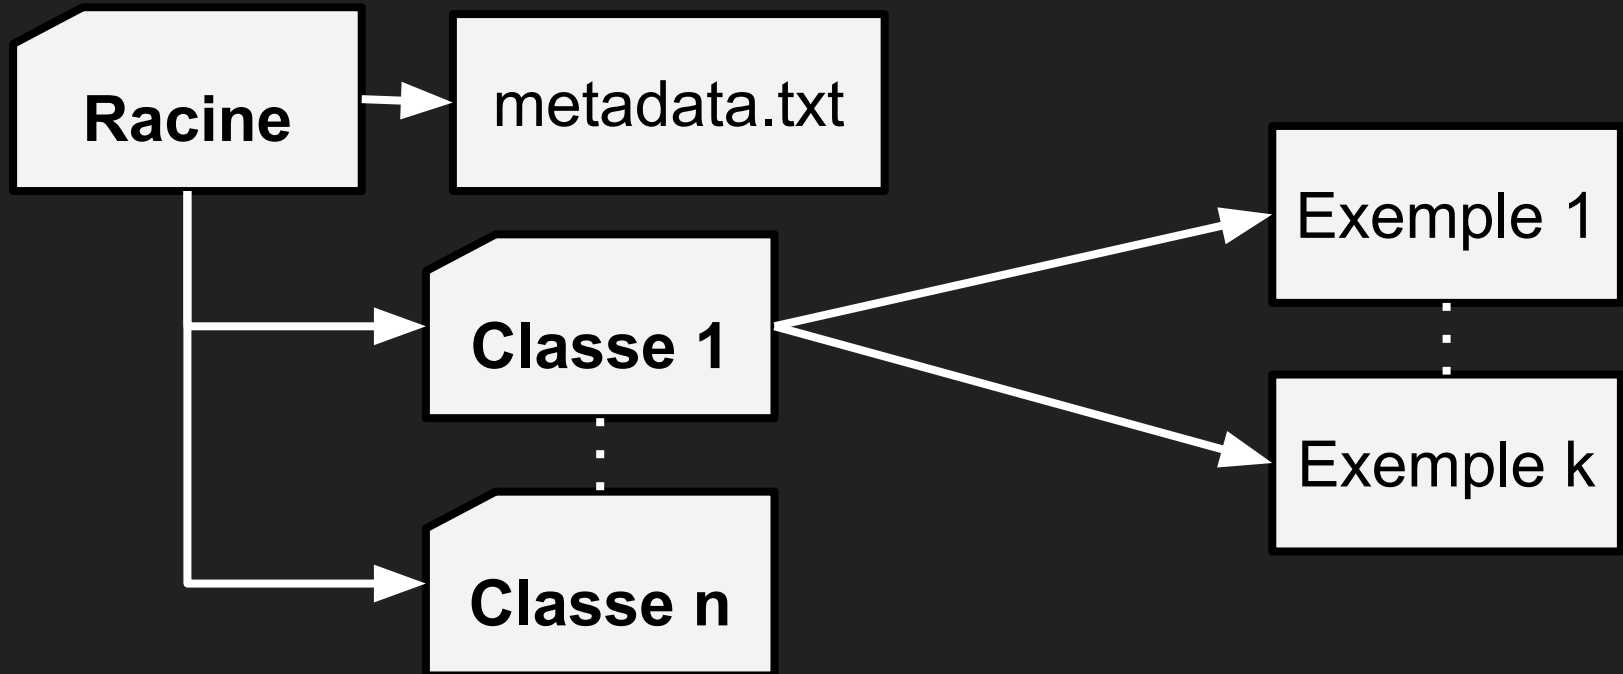 Racine
metadata.txt
Classe 1
Classe n
Exemple 1
Exemple k